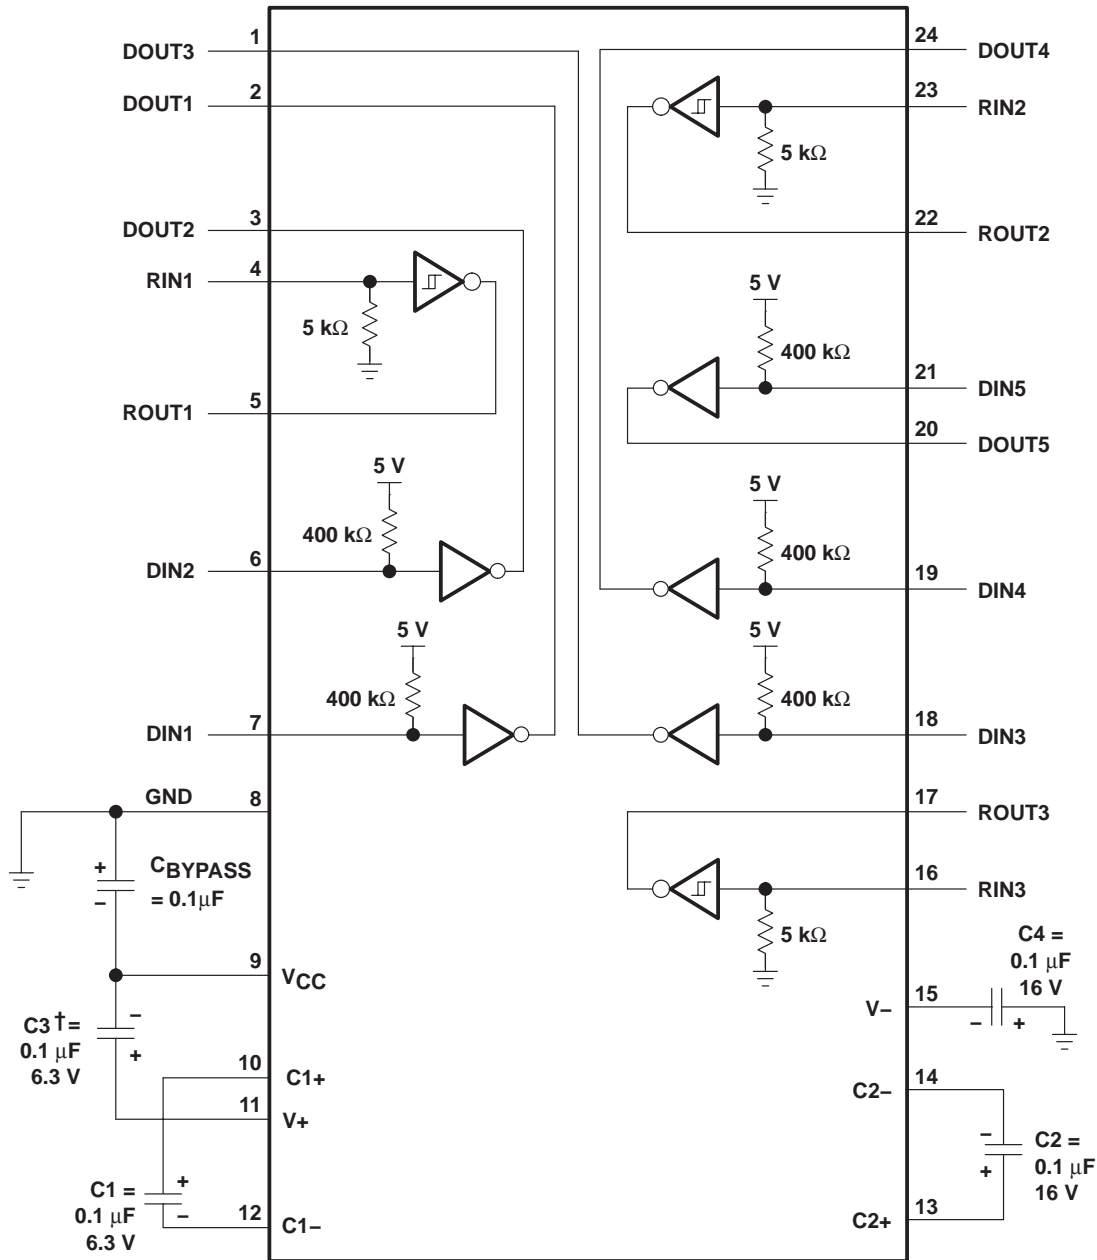 DOUT3
1
DOUT1
2
DOUT2
3
RIN1
4
5 kΩ
ROUT1
5
5 V
400 kΩ
DIN2
6
5 V
400 kΩ
DIN1
7
GND
8
+
CBYPASS
= 0.1μF
–
9
VCC
C3† =
0.1 μF
6.3 V
–
+
10
C1+
11
V+
C1 =
0.1 μF
6.3 V
+
–
12
C1–
24
DOUT4
23
RIN2
5 kΩ
22
ROUT2
5 V
400 kΩ
21
DIN5
20
DOUT5
5 V
400 kΩ
19
DIN4
5 V
400 kΩ
18
DIN3
17
ROUT3
16
RIN3
5 kΩ
C4 =
0.1 μF
16 V
V–
15
–
+
14
C2–
–
+
C2 =
0.1 μF
16 V
13
C2+